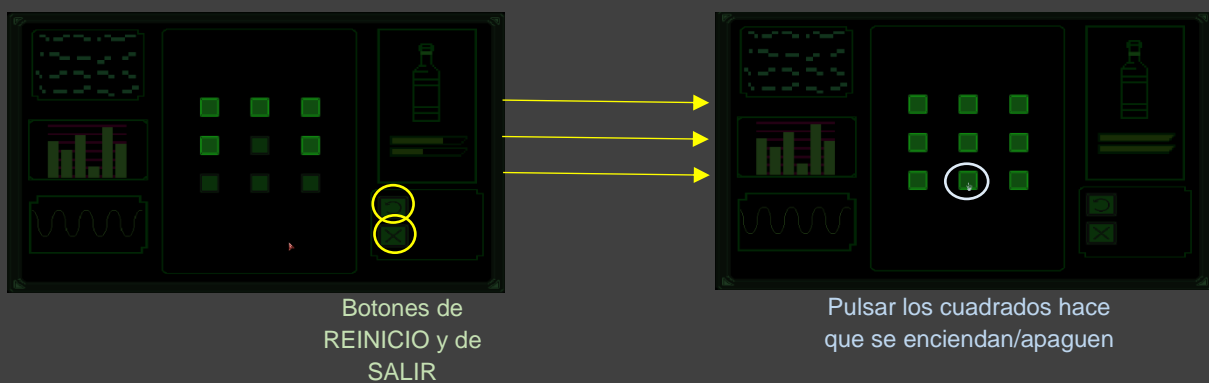 Botones de
REINICIO y de
SALIR
Pulsar los cuadrados hace
que se enciendan/apaguen